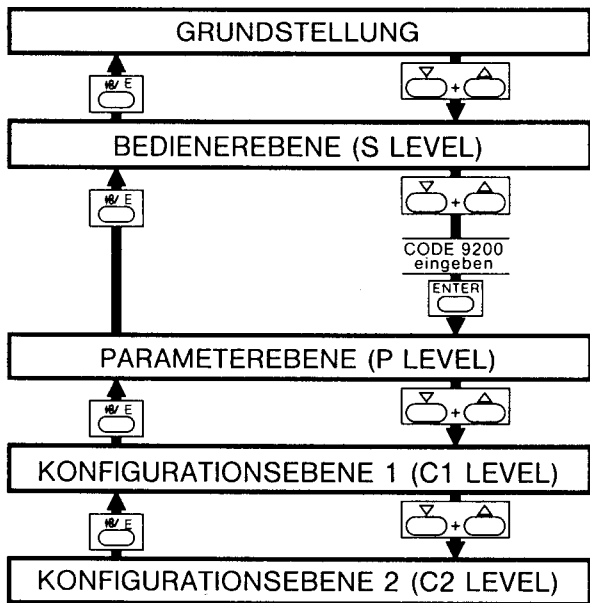 GRUNDSTELLUNG
E
+
BEDIENEREBENE (S LEVEL)
E
+
CODE 9200
eingeben
ENTER
PARAMETEREBENE (P LEVEL)
E
+
KONFIGURATIONSEBENE 1 (C1 LEVEL)
E
+
KONFIGURATIONSEBENE 2 (C2 LEVEL)